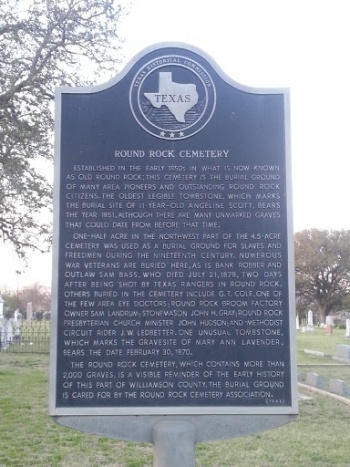 TEXAS HISTORICAL COMMISSION
TEXAS
ROUND ROCK CEMETERY
ESTABLISHED IN THE EARLY 1850s IN WHAT IS NOW KNOWN
AS OLD ROUND ROCK, THIS CEMETERY IS THE BURIAL GROUND
OF MANY AREA PIONEERS AND OUTSTANDING ROUND ROCK
CITIZENS. THE OLDEST LEGIBLE TOMBSTONE, WHICH MARKS
THE BURIAL SITE OF 11-YEAR-OLD ANGELINE SCOTT, BEARS
THE YEAR 1851, ALTHOUGH THERE ARE MANY UNMARKED GRAVES
THAT COULD DATE FROM BEFORE THAT TIME.
ONE-HALF ACRE IN THE NORTHWEST PART OF THE 4.5-ACRE
CEMETERY WAS USED AS A BURIAL GROUND FOR SLAVES AND
FREEDMEN DURING THE NINETEENTH CENTURY. NUMEROUS
WAR VETERANS ARE BURIED HERE, AS IS BANK ROBBER AND
OUTLAW SAM BASS, WHO DIED JULY 21, 1878, TWO DAYS
AFTER BEING SHOT BY TEXAS RANGERS IN ROUND ROCK.
OTHERS BURIED IN THE CEMETERY INCLUDE G. T. COLE, ONE OF
THE FEW AREA EYE DOCTORS; ROUND ROCK BROOM FACTORY
OWNER SAM LANDRUM; STONEMASON JOHN H. GRAY; ROUND ROCK
PRESBYTERIAN CHURCH MINISTER JOHN HUDSON; AND METHODIST
CIRCUIT RIDER J. W. LEDBETTER. ONE UNUSUAL TOMBSTONE,
WHICH MARKS THE GRAVESITE OF MARY ANN LAVENDER,
BEARS THE DATE FEBRUARY 30, 1870.
THE ROUND ROCK CEMETERY, WHICH CONTAINS MORE THAN
2,000 GRAVES, IS A VISIBLE REMINDER OF THE EARLY HISTORY
OF THIS PART OF WILLIAMSON COUNTY. THE BURIAL GROUND
IS CARED FOR BY THE ROUND ROCK CEMETERY ASSOCIATION.